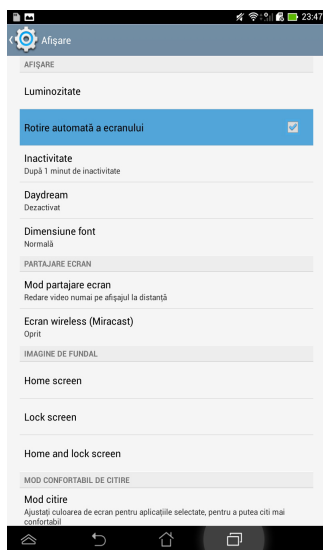 23:47
Afișare
AFIȘARE
Luminozitate
Rotire automată a ecranului
Inactivitate
După 1 minut de inactivitate
Daydream
Dezactivat
Dimensiune font
Normală
PARTAJARE ECRAN
Mod partajare ecran
Redare video numai pe afișajul la distanță
Ecran wireless (Miracast)
Oprit
IMAGINE DE FUNDAL
Home screen
Lock screen
Home and lock screen
MOD CONFORTABIL DE CITIRE
Mod citire
Ajustați culoarea de ecran pentru aplicațiile selectate, pentru a putea citi mai
confortabil